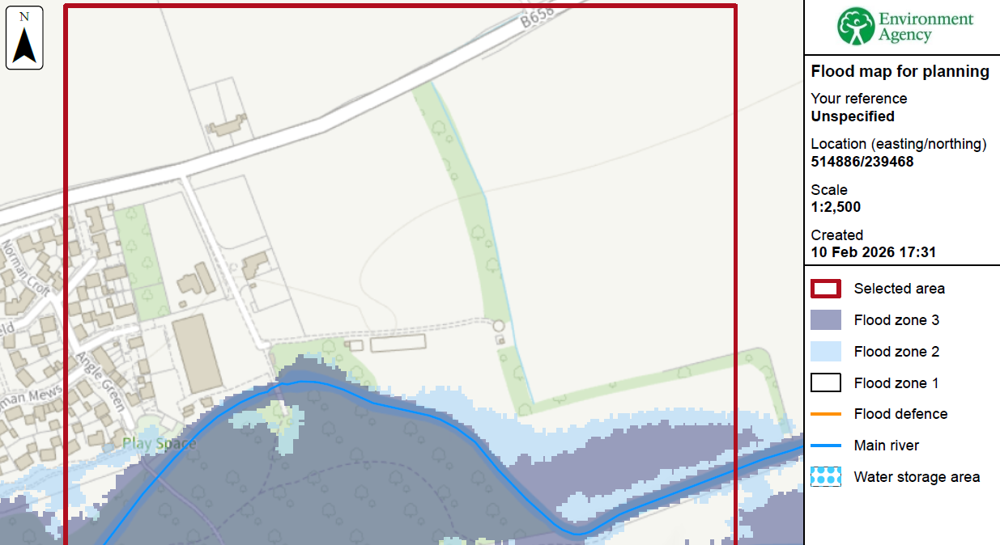 N
B658
Norman Croft
eld
Angle Green
man Mews
Play Space
Environment
Agency
Flood map for planning
Your reference
Unspecified
Location (easting/northing)
514886/239468
Scale
1:2,500
Created
10 Feb 2026 17:31
Selected area
Flood zone 3
Flood zone 2
Flood zone 1
Flood defence
Main river
Water storage area